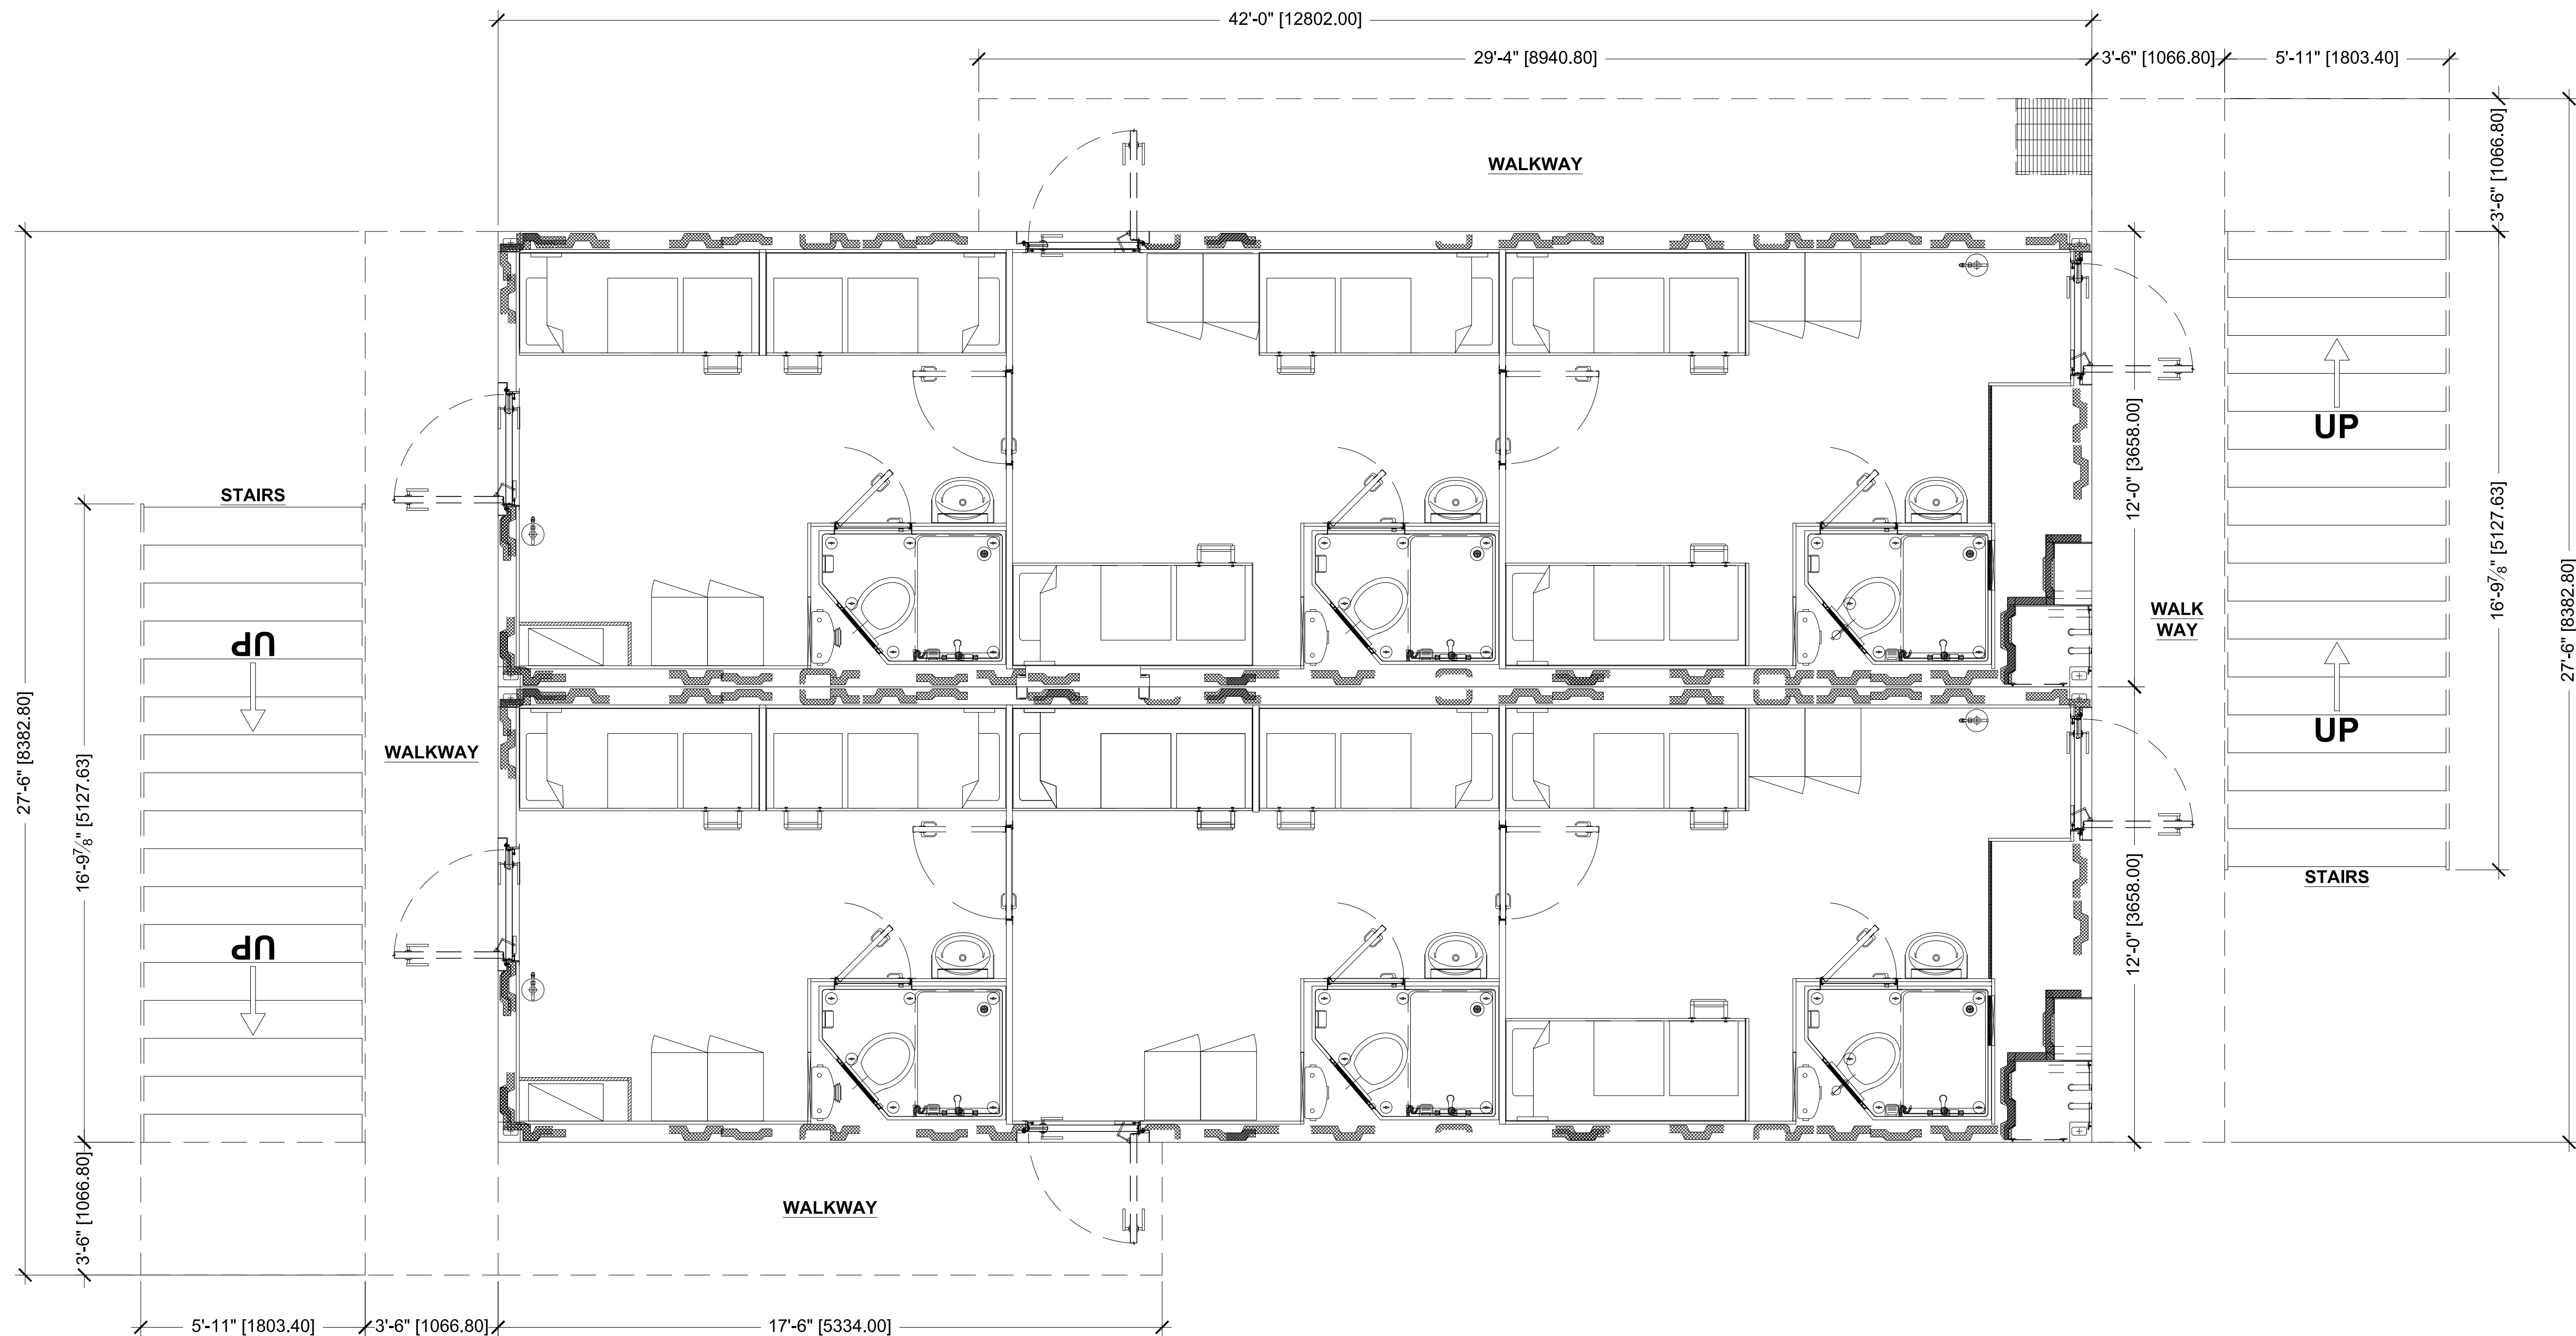 42'-0" [12802.00]
29'-4" [8940.80]
3'-6" [1066.80]
5'-11" [1803.40]
WALKWAY
3'-6" [1066.80]
STAIRS
UP
UP
WALKWAY
27'-6" [8382.80]
16'-9⅞" [5127.63]
3'-6" [1066.80]
12'-0" [3658.00]
12'-0" [3658.00]
WALK
WAY
UP
UP
STAIRS
16'-9⅞" [5127.63]
27'-6" [8382.80]
WALKWAY
5'-11" [1803.40]
3'-6" [1066.80]
17'-6" [5334.00]